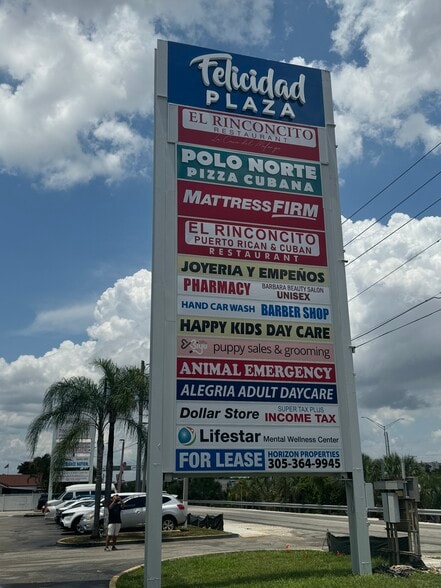 Felicidad
PLAZA
EL RINCONCITO
RESTAURANT
POLO NORTE
PIZZA CUBANA
MATTRESSFIRM
EL RINCONCITO
PUERTO RICAN & CUBAN
RESTAURANT
JOYERIA Y EMPEÑOS
PHARMACY
BARBARA BEAUTY SALON
UNISEX
HAND CAR WASH
BARBER SHOP
HAPPY KIDS DAY CARE
puppy sales & grooming
ANIMAL EMERGENCY
ALEGRIA ADULT DAYCARE
Dollar Store
SUPER TAX PLUS
INCOME TAX
Lifestar Mental Wellness Center
FOR LEASE
HORIZON PROPERTIES
305-364-9945